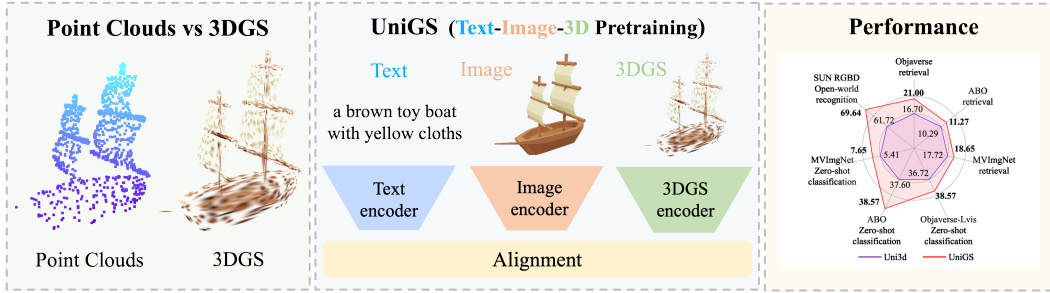 Point Clouds vs 3DGS
Point Clouds
3DGS
UniGS (Text-Image-3D Pretraining)
Text
Image
3DGS
a brown toy boat
with yellow cloths
Text
encoder
Image
encoder
3DGS
encoder
Alignment
Performance
Objaverse
retrieval
SUN RGBD
Open-world
recognition
ABO
retrieval
21.00
69.64
16.70
61.72
11.27
10.29
7.65
5.41
17.72
18.65
MVImgNet
Zero-shot
classification
MVImgNet
retrieval
36.72
37.60
38.57
38.57
ABO
Zero-shot
classification
Objaverse-Lvis
Zero-shot
classification
Uni3d
UniGS